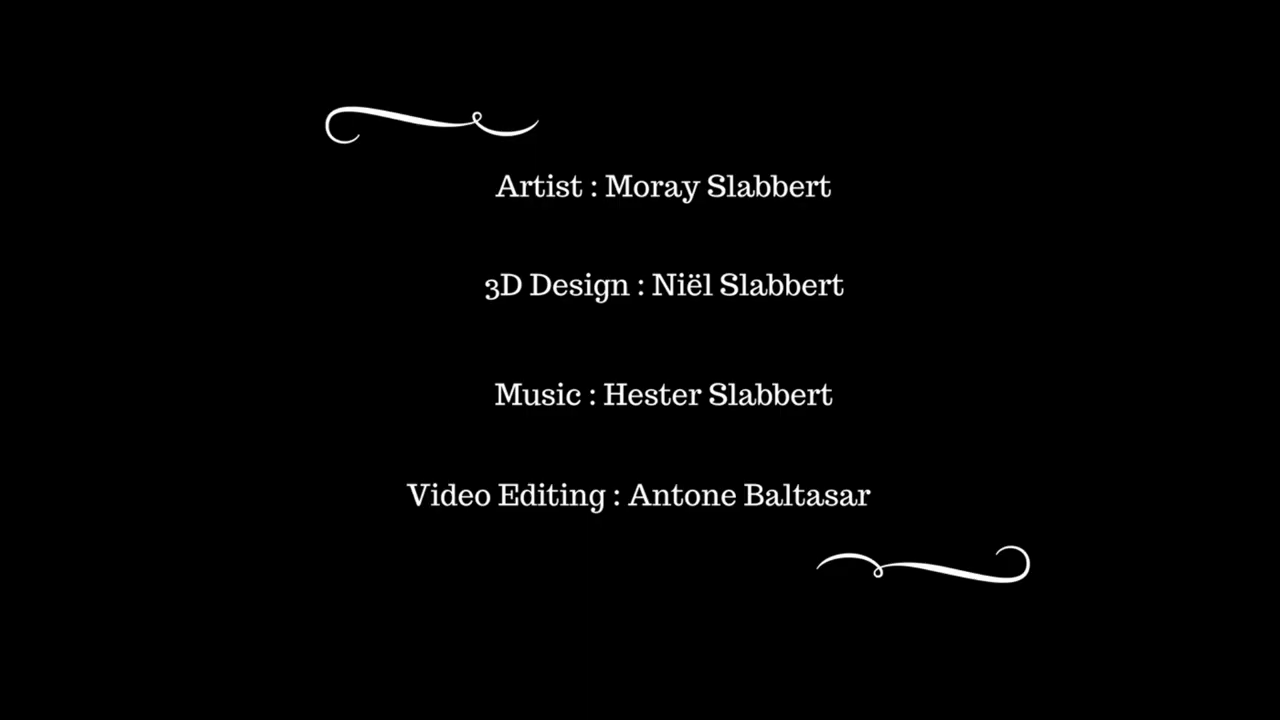 Artist : Moray Slabbert
3D Design : Niël Slabbert
Music : Hester Slabbert
Video Editing : Antone Baltasar